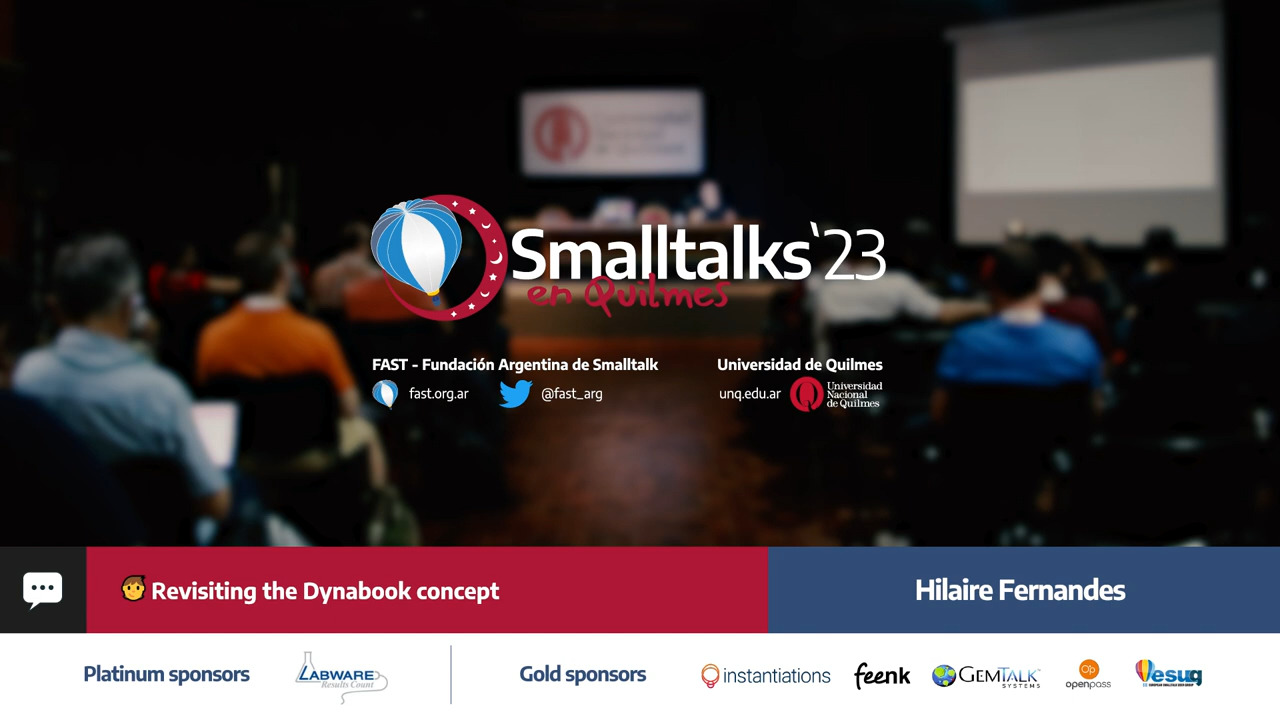 Smalltalks`23
en Quilmes
FAST - Fundación Argentina de Smalltalk
fast.org.ar
@fast_arg
Universidad de Quilmes
unq.edu.ar
Universidad
Nacional
de Quilmes
Revisiting the Dynabook concept
Hilaire Fernandes
Platinum sponsors
LABWARE
Results Count
Gold sponsors
instantiations
feenk
GEMTALK
SYSTEMS
openpass
esug